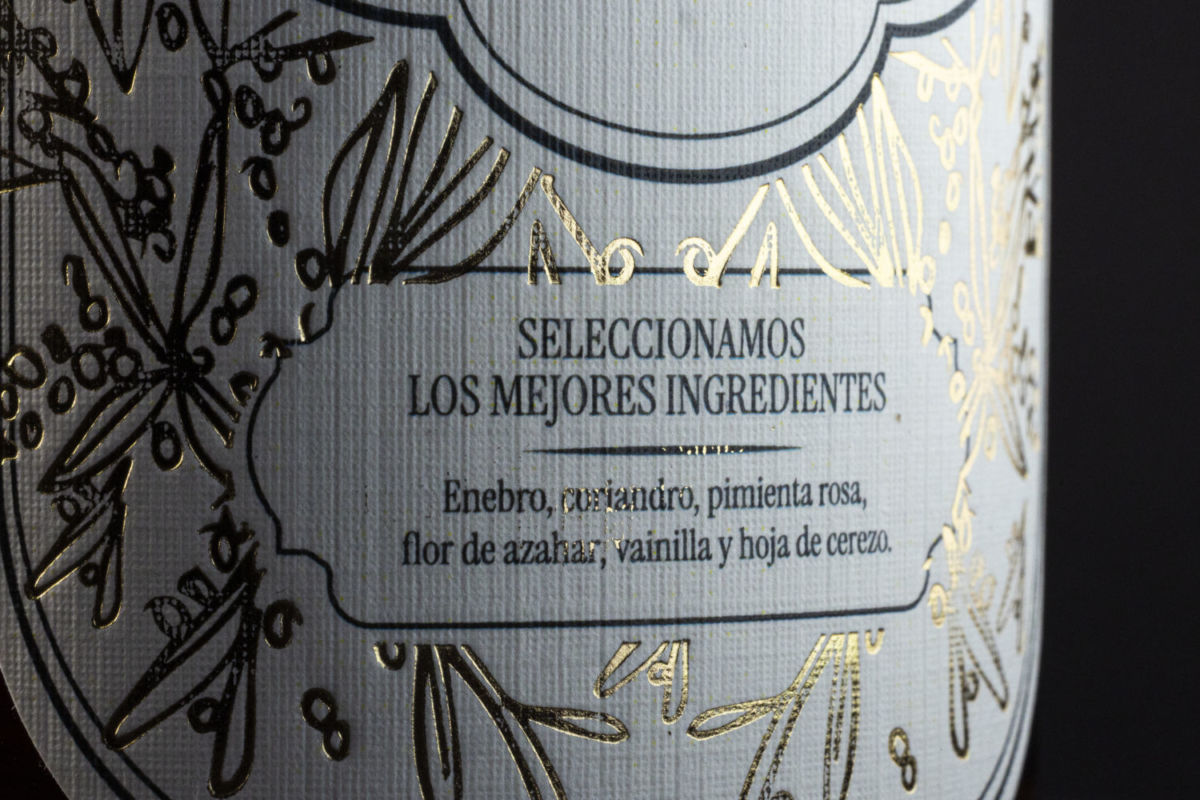 SELECCIONAMOS
LOS MEJORES INGREDIENTES
Enebro, coriandro, pimienta rosa,
flor de azahar, vainilla y hoja de cerezo.